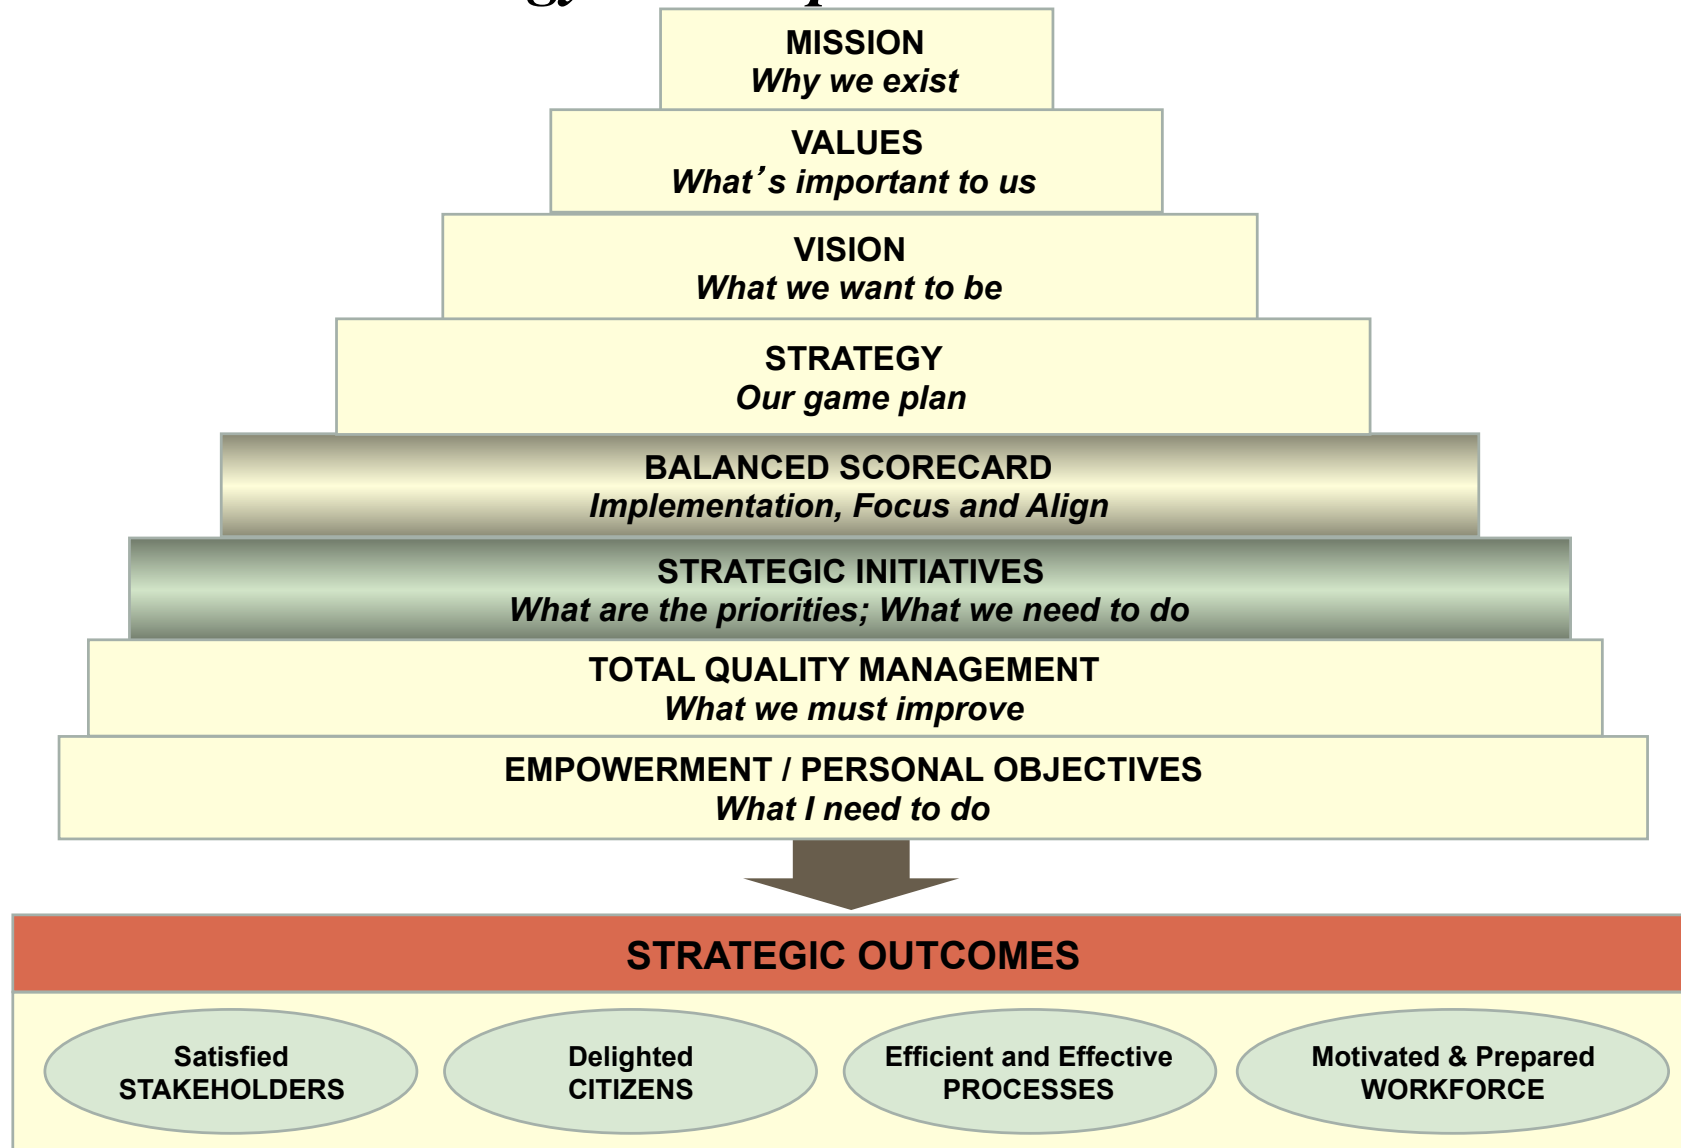 MISSION
Why we exist
VALUES
What's important to us
VISION
What we want to be
STRATEGY
Our game plan
BALANCED SCORECARD
Implementation, Focus and Align
STRATEGIC INITIATIVES
What are the priorities; What we need to do
TOTAL QUALITY MANAGEMENT
What we must improve
EMPOWERMENT / PERSONAL OBJECTIVES
What I need to do
STRATEGIC OUTCOMES
Satisfied
STAKEHOLDERS
Delighted
CITIZENS
Efficient and Effective
PROCESSES
Motivated & Prepared
WORKFORCE